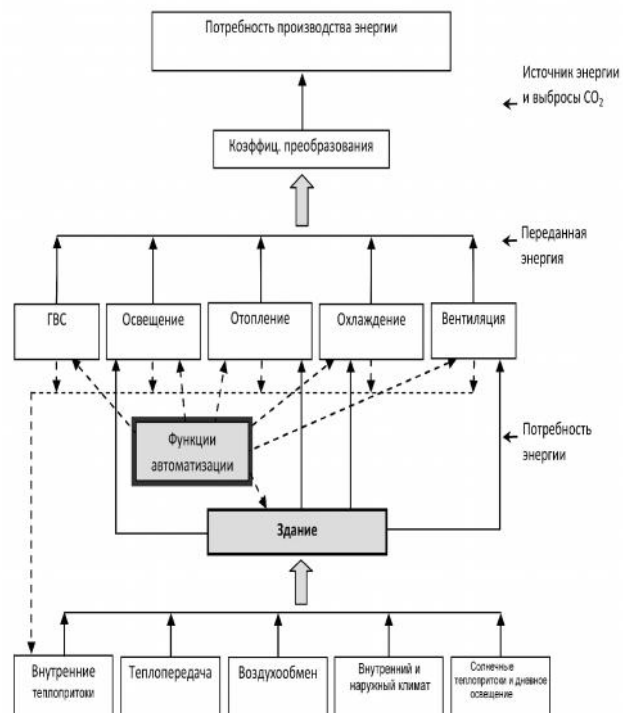 Потребность производства энергии
Источник энергии
и выбросы CO₂
Коэффиц. преобразования
Переданная
энергия
ГВС
Освещение
Отопление
Охлаждение
Вентиляция
Функции
автоматизации
Потребность
энергии
Здание
Внутренние
теплопритоки
Теплопередача
Воздухообмен
Внутренний и
наружный климат
Солнечные
теплопритоки и дневное
освещение